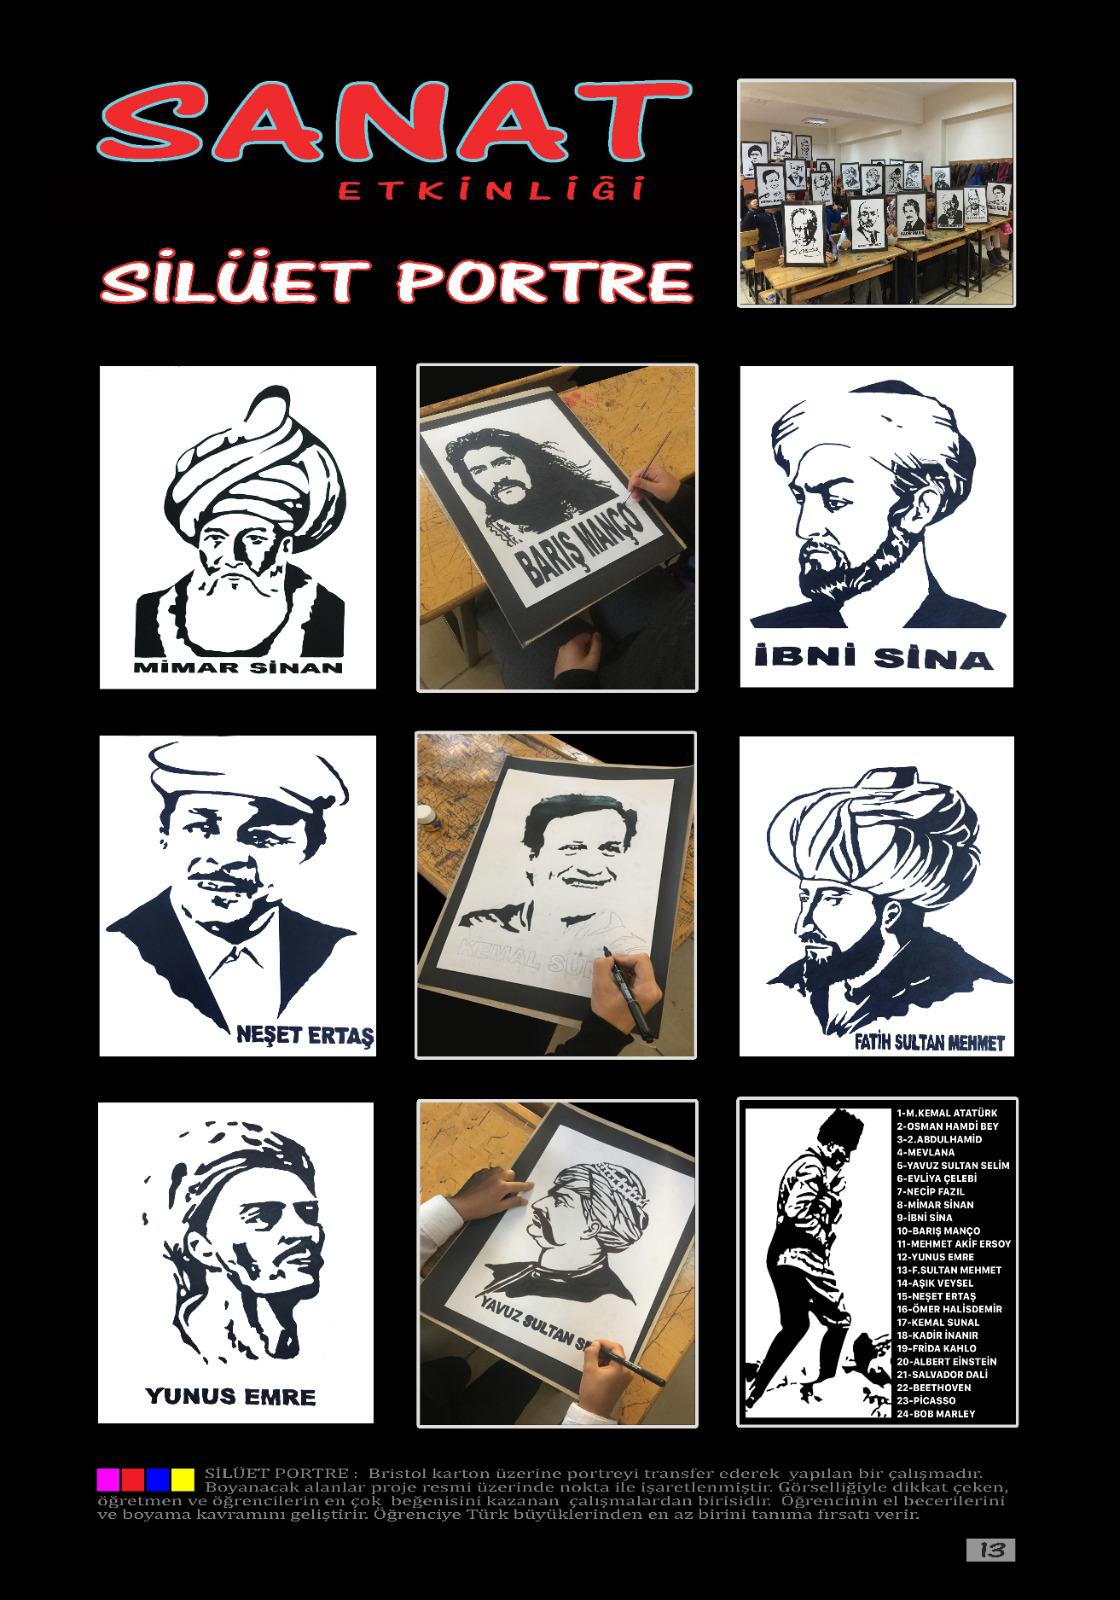 SANAT
ETKİNLİĞİ
SİLÜET PORTRE
MİMAR SİNAN
BARIŞ MANÇO
İBNİ SİNA
NEŞET ERTAŞ
KEMAL
FATİH SULTAN MEHMET
YUNUS EMRE
YAVUZ SULTAN
1-M.KEMAL ATATÜRK
2-OSMAN HAMDİ BEY
3-2.ABDULHAMİD
4-MEVLANA
5-YAVUZ SULTAN SELİM
6-EVLİYA ÇELEBİ
7-NECİP FAZIL
8-MİMAR SİNAN
9-İBNİ SİNA
10-BARIŞ MANÇO
11-MEHMET AKİF ERSOY
12-YUNUS EMRE
13-F.SULTAN MEHMET
14-AŞIK VEYSEL
15-NEŞET ERTAŞ
16-ÖMER HALİSDEMİR
17-KEMAL SUNAL
18-KADİR İNANIR
19-FRİDA KAHLO
20-ALBERT EİNSTEİN
21-SALVADOR DALİ
22-BEETHOVEN
23-PİCASSO
24-BOB MARLEY
SİLÜET PORTRE : Bristol karton üzerine portreyi transfer ederek yapılan bir çalışmadır.
Boyanacak alanlar proje resmi üzerinde nokta ile işaretlenmiştir. Görselliğiyle dikkat çeken,
öğretmen ve öğrencilerin en çok beğenisini kazanan çalışmalardan birisidir. Öğrencinin el becerilerini
ve boyama kavramını geliştirir. Öğrenciye Türk büyüklerinden en az birini tanıma fırsatı verir.
13